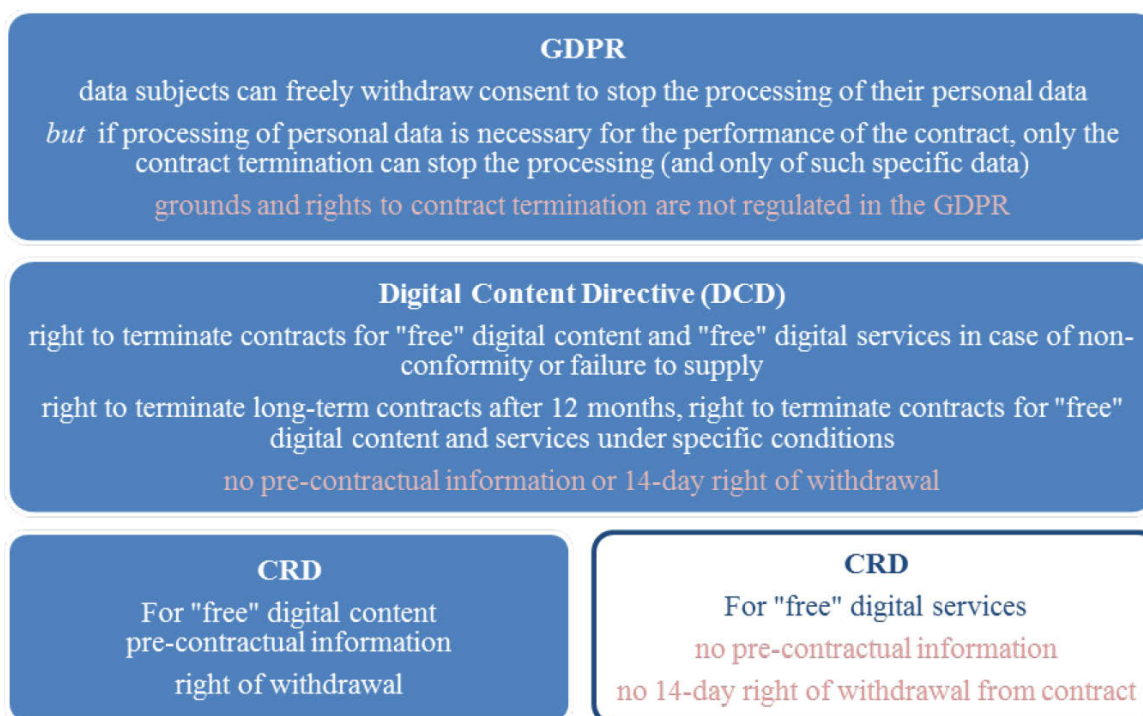 GDPR
data subjects can freely withdraw consent to stop the processing of their personal data
but if processing of personal data is necessary for the performance of the contract, only the
contract termination can stop the processing (and only of such specific data)
grounds and rights to contract termination are not regulated in the GDPR
Digital Content Directive (DCD)
right to terminate contracts for "free" digital content and "free" digital services in case of non-
conformity or failure to supply
right to terminate long-term contracts after 12 months, right to terminate contracts for "free"
digital content and services under specific conditions
no pre-contractual information or 14-day right of withdrawal
CRD
For "free" digital content
pre-contractual information
right of withdrawal
CRD
For "free" digital services
no pre-contractual information
no 14-day right of withdrawal from contract